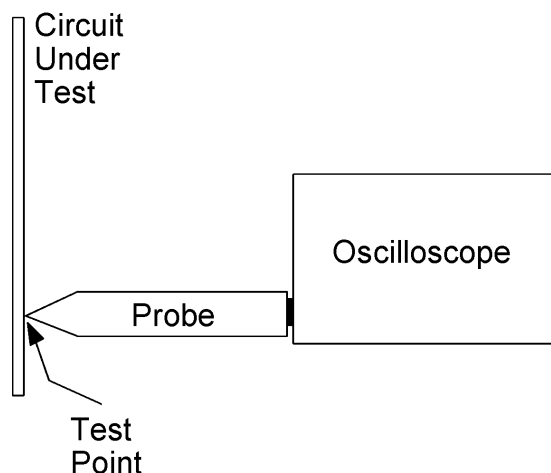 Circuit
Under
Test
Oscilloscope
Probe
Test
Point